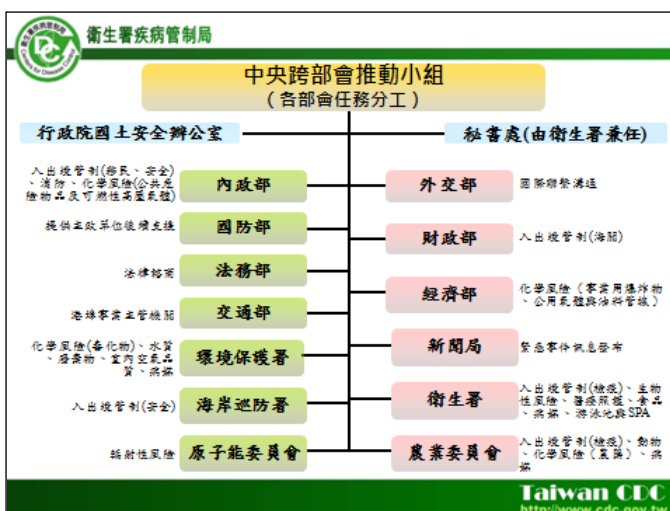 衛生署疾病管制局
中央跨部會推動小組
（各部會任務分工）
行政院國土安全辦公室
秘書處(由衛生署兼任)
入出境管制(移民、安全)
、消防、化學風險(公共危
險物品及可燃性高壓氣體)
內政部
提供主政單位後續支援
國防部
法律諮商
法務部
港埠事業主管機關
交通部
化學風險(毒化物)、水質
、廢棄物、室內空氣品
質、病媒
環境保護署
入出境管制(安全)
海岸巡防署
輻射性風險
原子能委員會
外交部
國際聯繫溝通
財政部
入出境管制(海關)
經濟部
化學風險（事業用爆炸物
、公用氣體與油料管線）
新聞局
緊急事件訊息發布
衛生署
入出境管制(檢疫)、生物
性風險、醫療照護、食品
、病媒、游泳池與SPA
農業委員會
入出境管制(檢疫)、動物
、化學風險（農藥）、病
媒
Taiwan CDC
http://www.cdc.gov.tw